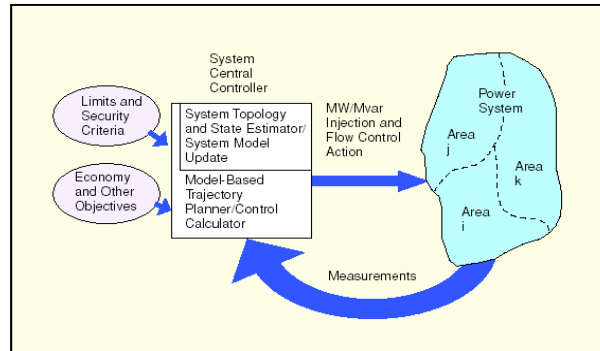 System
Central
Controller
Limits and
Security
Criteria
System Topology
and State Estimator/
System Model
Update
Economy
and Other
Objectives
Model-Based
Trajectory
Planner/Control
Calculator
MW/Mvar
Injection and
Flow Control
Action
Power
System
Area
j
Area
k
Area
i
Measurements